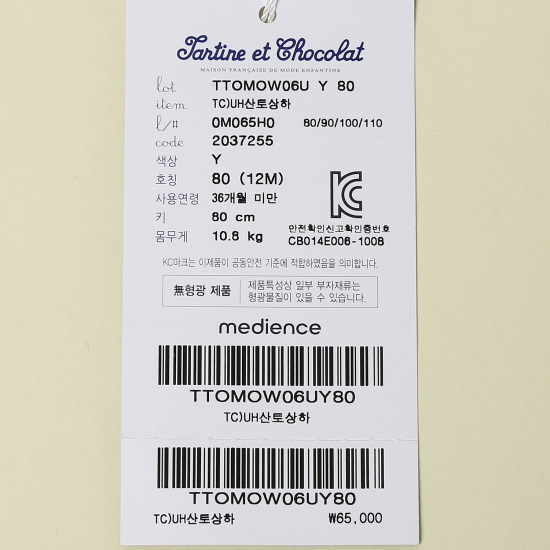 Tartine et Chocolat
MAISON FRANÇAISE DE MODE ENFANTINE
lot TTOMOW06U Y 80
item TC)UH산토상하
l/# 0M065H0 80/90/100/110
code 2037255
색상 Y
호칭 80 (12M)
사용연령 36개월 미만
키 80 cm
몸무게 10.8 kg
KC
안전확인신고확인증번호
CB014E006-1008
KC마크는 이제품이 공동안전 기준에 적합하였음을 의미합니다.
無형광 제품
제품특성상 일부 부자재류는
형광물질이 있을 수 있습니다.
medience
TTOMOW06UY80
TC)UH산토상하
TTOMOW06UY80
TC)UH산토상하 ₩65,000